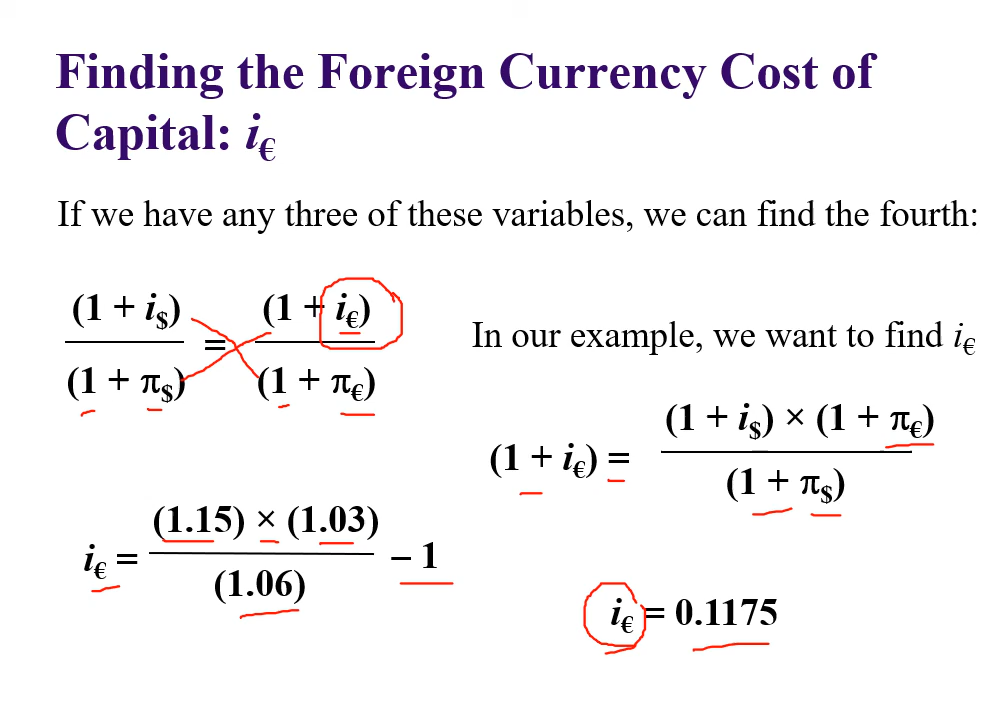 Finding the Foreign Currency Cost of
Capital: i€
If we have any three of these variables, we can find the fourth:
(1 + i$) = (1 + i€)
(1 + π$) (1 + π€)
In our example, we want to find i€
(1 + i€) = (1 + i$) × (1 + π€)
(1 + π$)
i€ = (1.15) × (1.03) − 1
(1.06)
i€ = 0.1175